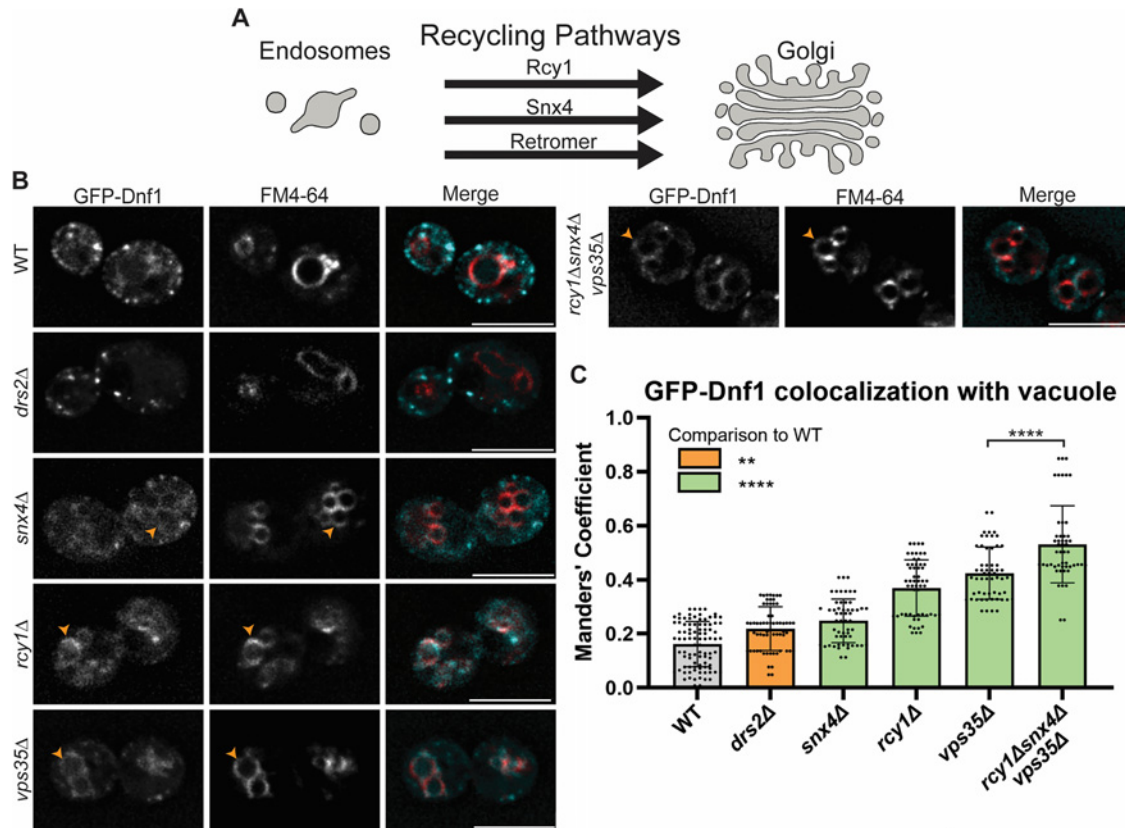 A
Recycling Pathways
Endosomes
Golgi
Rcy1
Snx4
Retromer
B
GFP-Dnf1 FM4-64 Merge
GFP-Dnf1 FM4-64 Merge
WT
rcy1Δsnx4Δ
vps35Δ
drs2Δ
snx4Δ
rcy1Δ
vps35Δ
C
GFP-Dnf1 colocalization with vacuole
Manders' Coefficient
1.0
0.8
0.6
0.4
0.2
0.0
Comparison to WT
**
****
****
WT
drs2Δ
snx4Δ
rcy1Δ
vps35Δ
rcy1Δsnx4Δ
vps35Δ